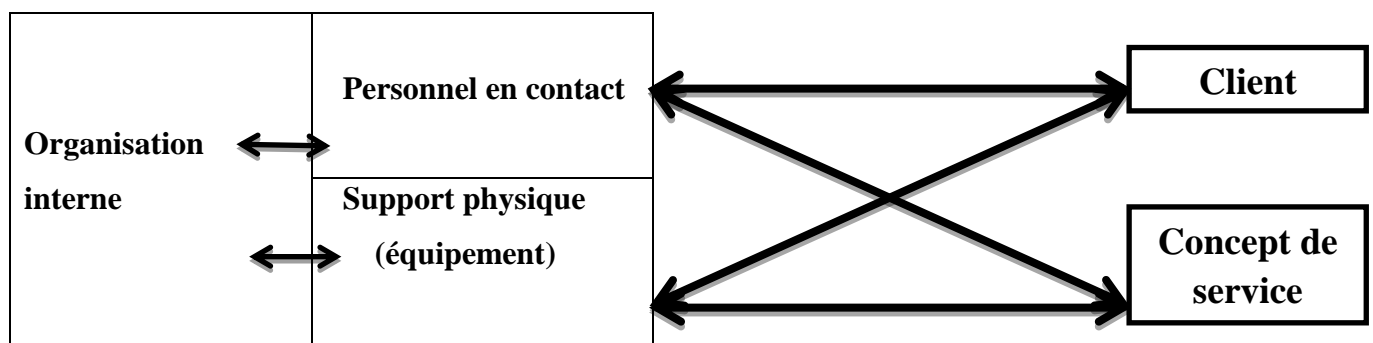 Organisation
interne
Personnel en contact
Support physique
(équipement)
Client
Concept de
service